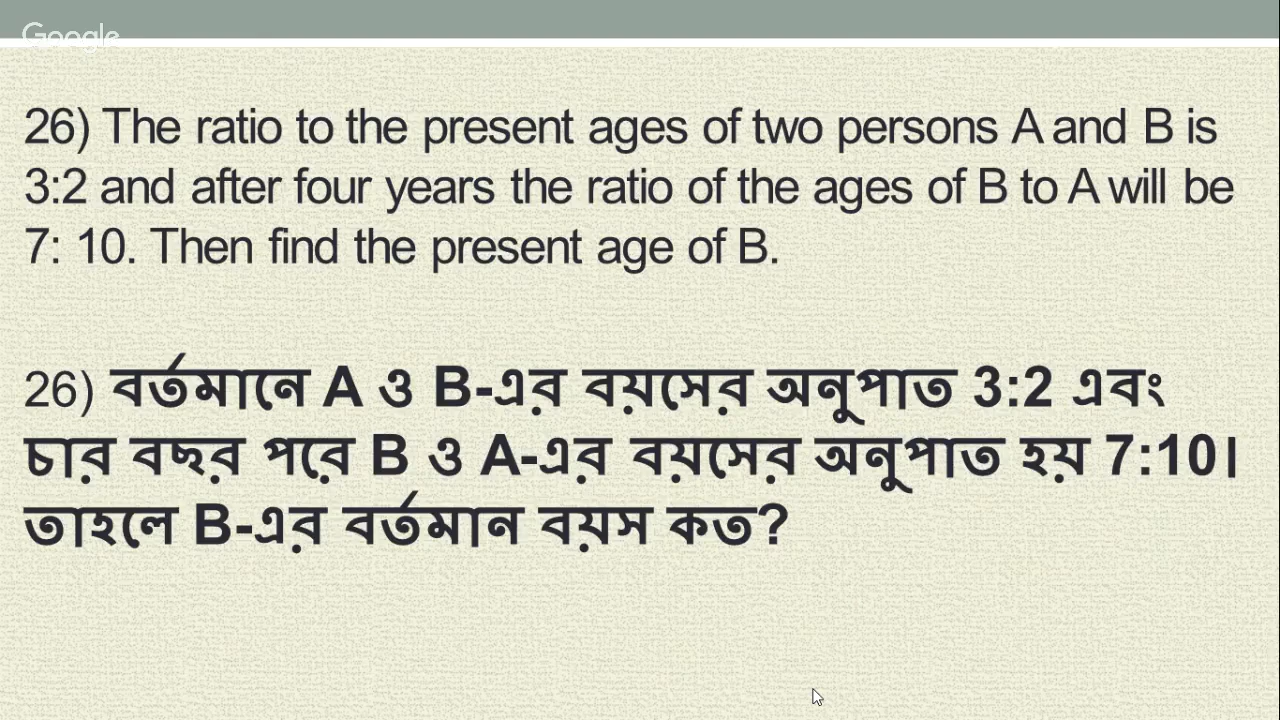 Google
26) The ratio to the present ages of two persons A and B is
3:2 and after four years the ratio of the ages of B to A will be
7: 10. Then find the present age of B.
26) বর্তমানে A ও B-এর বয়সের অনুপাত 3:2 এবং
চার বছর পরে B ও A-এর বয়সের অনুপাত হয় 7:10।
তাহলে B-এর বর্তমান বয়স কত?